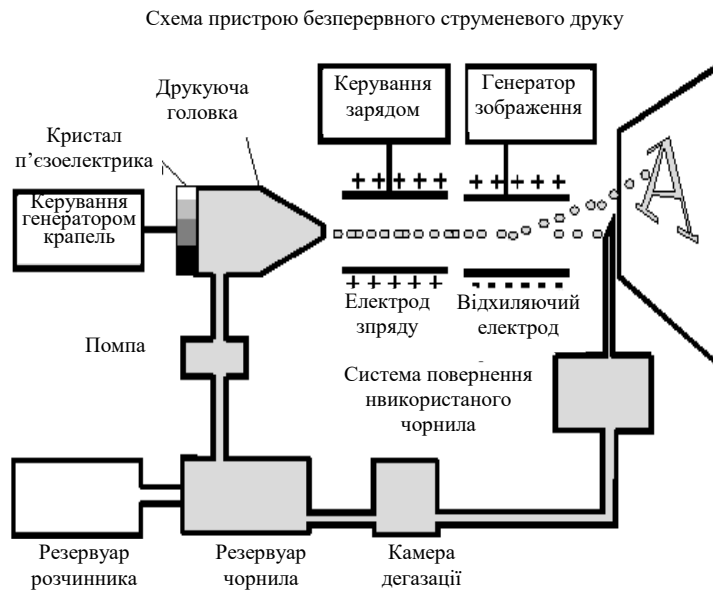 Схема пристрою безперервного струменевого друку
Друкуюча
головка
Керування
зарядом
Генератор
зображення
Кристал
п’єзоелектрика
Керування
генератором
крапель
+ + + + +
+ + + + +
A
+ + + + +
- - - - - -
Електрод
зпряду
Відхиляючий
електрод
Помпа
Система повернення
нвикористаного
чорнила
Резервуар
розчинника
Резервуар
чорнила
Камера
дегазації